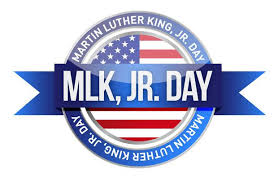 MARTIN LUTHER KING, JR. DAY
MLK, JR. DAY
MARTIN LUTHER KING, JR. DAY